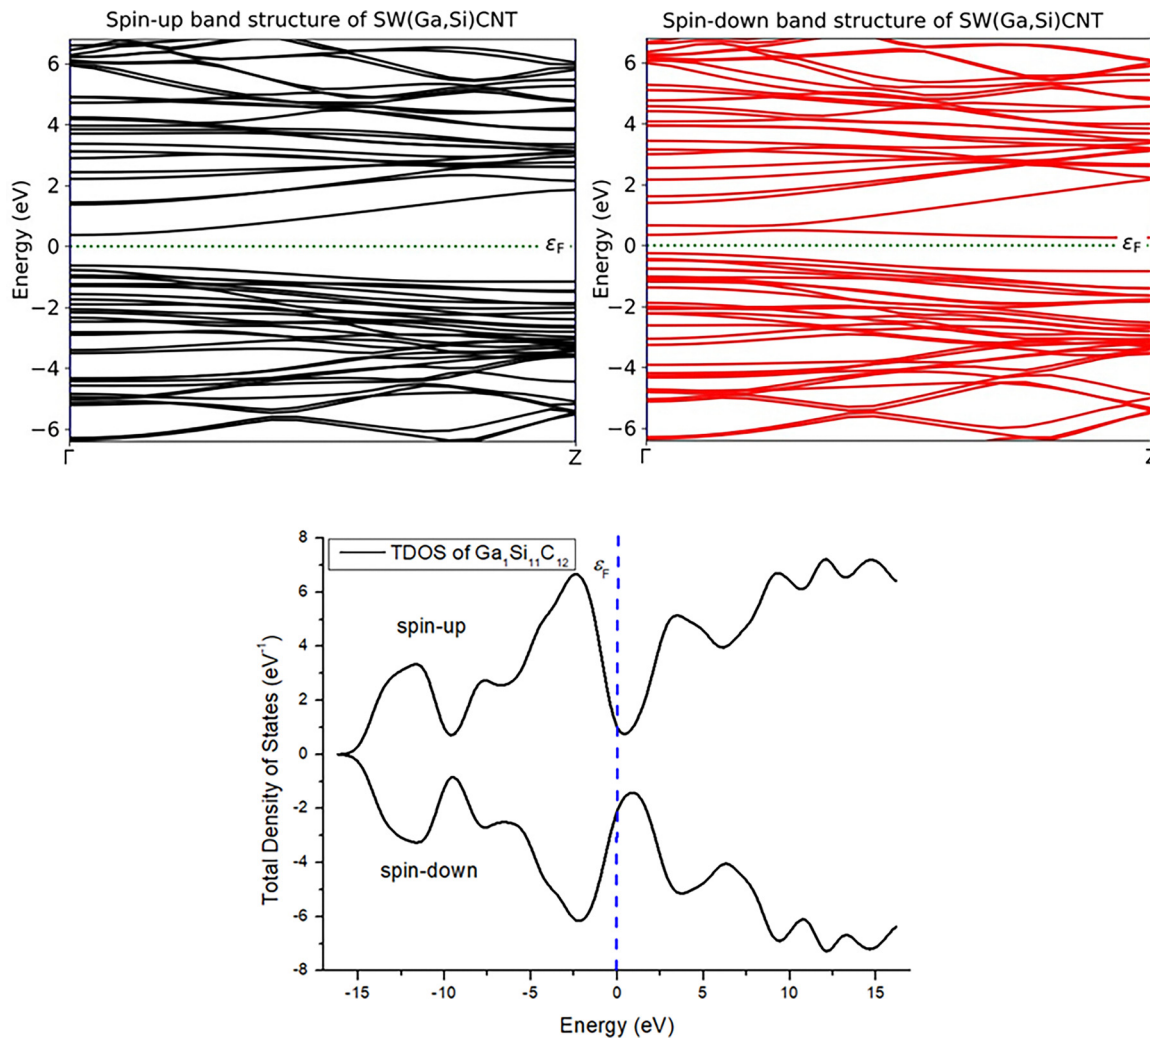 Spin-up band structure of SW(Ga,Si)CNT
Energy (eV)
6
4
2
0
−2
−4
−6
εF
Γ
Z
Spin-down band structure of SW(Ga,Si)CNT
Energy (eV)
6
4
2
0
−2
−4
−6
εF
Γ
Z
TDOS of Ga₁Si₁₁C₁₂
εF
spin-up
spin-down
Total Density of States (eV⁻¹)
8
6
4
2
0
-2
-4
-6
-8
-15
-10
-5
0
5
10
15
Energy (eV)